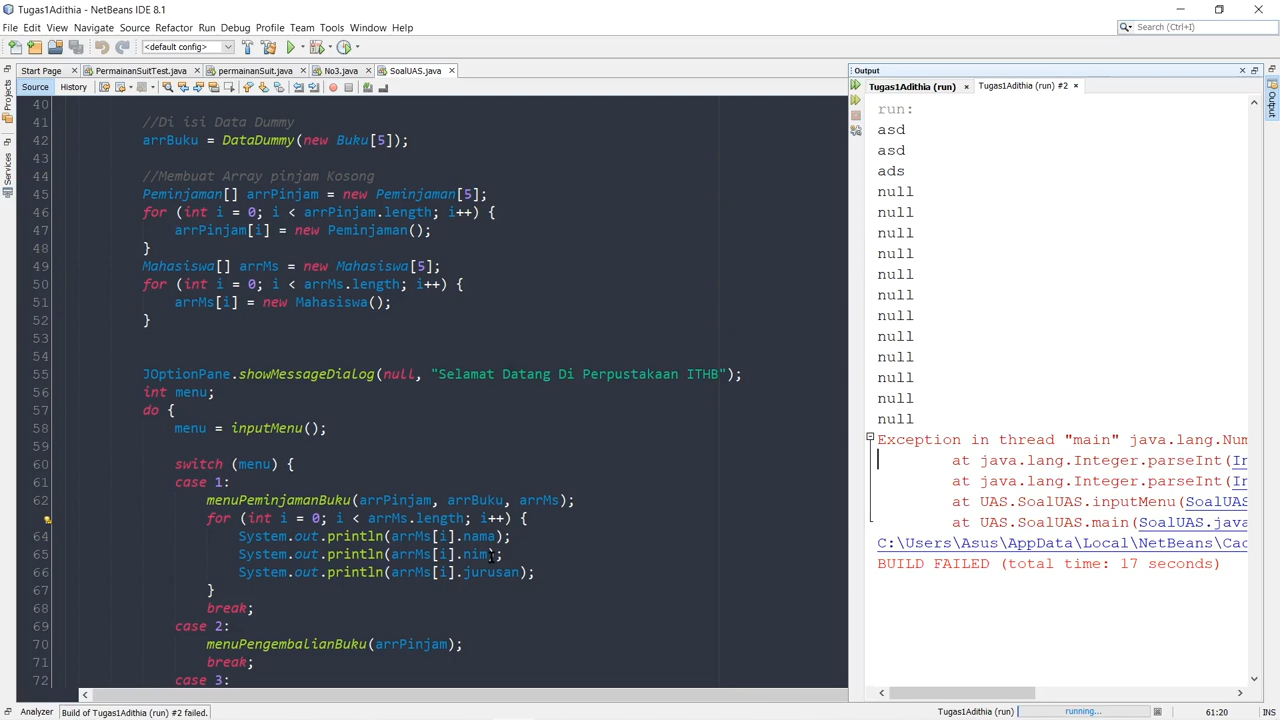 Tugas1Adithia - NetBeans IDE 8.1
File Edit View Navigate Source Refactor Run Debug Profile Team Tools Window Help
Search (Ctrl+I)
<default config>
Start Page PermainanSuitTest.java permainanSuit.java No3.java SoalUAS.java
Source History
Projects
Services
40
41 //Di isi Data Dummy
42 arrBuku = DataDummy(new Buku[5]);
43
44 //Membuat Array pinjam Kosong
45 Peminjaman[] arrPinjam = new Peminjaman[5];
46 for (int i = 0; i < arrPinjam.length; i++) {
47 arrPinjam[i] = new Peminjaman();
48 }
49 Mahasiswa[] arrMs = new Mahasiswa[5];
50 for (int i = 0; i < arrMs.length; i++) {
51 arrMs[i] = new Mahasiswa();
52 }
53
54
55 JOptionPane.showMessageDialog(null, "Selamat Datang Di Perpustakaan ITHB");
56 int menu;
57 do {
58 menu = inputMenu();
59
60 switch (menu) {
61 case 1:
62 menuPeminjamanBuku(arrPinjam, arrBuku, arrMs);
for (int i = 0; i < arrMs.length; i++) {
64 System.out.println(arrMs[i].nama);
65 System.out.println(arrMs[i].nim);
66 System.out.println(arrMs[i].jurusan);
67 }
68 break;
69 case 2:
70 menuPengembalianBuku(arrPinjam);
71 break;
72 case 3:
Output
Tugas1Adithia (run) Tugas1Adithia (run) #2
run:
asd
asd
ads
null
null
null
null
null
null
null
null
null
null
null
null
Exception in thread "main" java.lang.Num
at java.lang.Integer.parseInt(In
at java.lang.Integer.parseInt(In
at UAS.SoalUAS.inputMenu(SoalUAS
at UAS.SoalUAS.main(SoalUAS.java
C:\Users\Asus\AppData\Local\NetBeans\Cac
BUILD FAILED (total time: 17 seconds)
Output
Analyzer Build of Tugas1Adithia (run) #2 failed. Tugas1Adithia (run) running... 61:20 INS